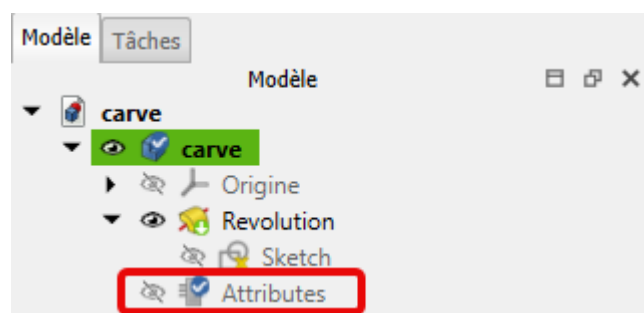 Modèle Tâches
Modèle
carve
carve
Origine
Revolution
Sketch
Attributes